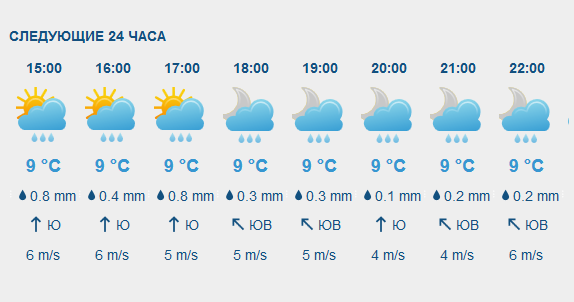 СЛЕДУЮЩИЕ 24 ЧАСА
15:00 16:00 17:00 18:00 19:00 20:00 21:00 22:00
9 °C 9 °C 9 °C 9 °C 9 °C 9 °C 9 °C 9 °C
0.8 mm 0.4 mm 0.8 mm 0.3 mm 0.3 mm 0.1 mm 0.2 mm 0.2 mm
Ю Ю Ю ЮВ ЮВ Ю ЮВ ЮВ
6 m/s 6 m/s 5 m/s 5 m/s 5 m/s 4 m/s 4 m/s 6 m/s